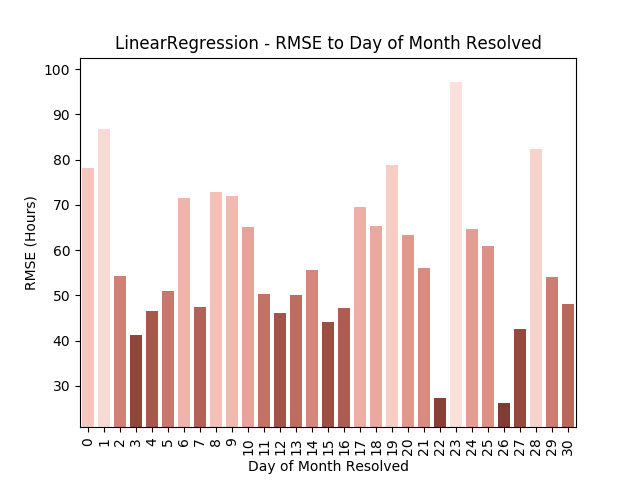 LinearRegression - RMSE to Day of Month Resolved
100
90
80
70
60
50
40
30
RMSE (Hours)
0 1 2 3 4 5 6 7 8 9 10 11 12 13 14 15 16 17 18 19 20 21 22 23 24 25 26 27 28 29 30
Day of Month Resolved